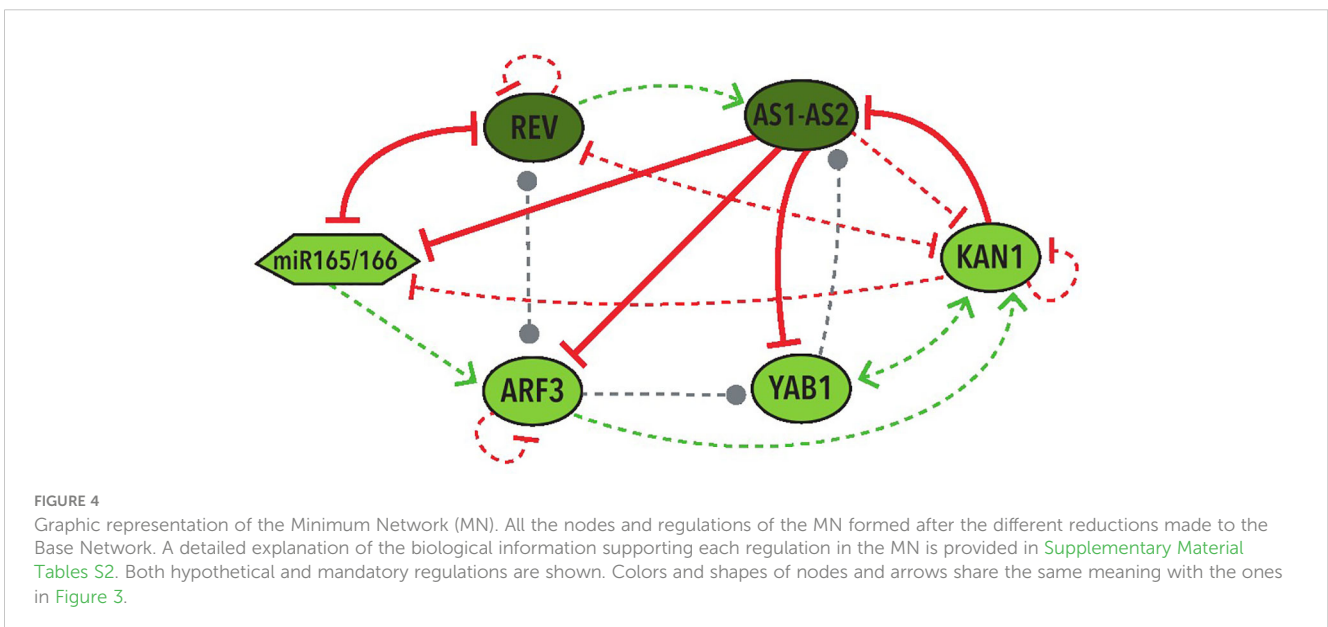 REV
AS1-AS2
miR165/166
KAN1
ARF3
YAB1
FIGURE 4
Graphic representation of the Minimum Network (MN). All the nodes and regulations of the MN formed after the different reductions made to the
Base Network. A detailed explanation of the biological information supporting each regulation in the MN is provided in Supplementary Material
Tables S2. Both hypothetical and mandatory regulations are shown. Colors and shapes of nodes and arrows share the same meaning with the ones
in Figure 3.